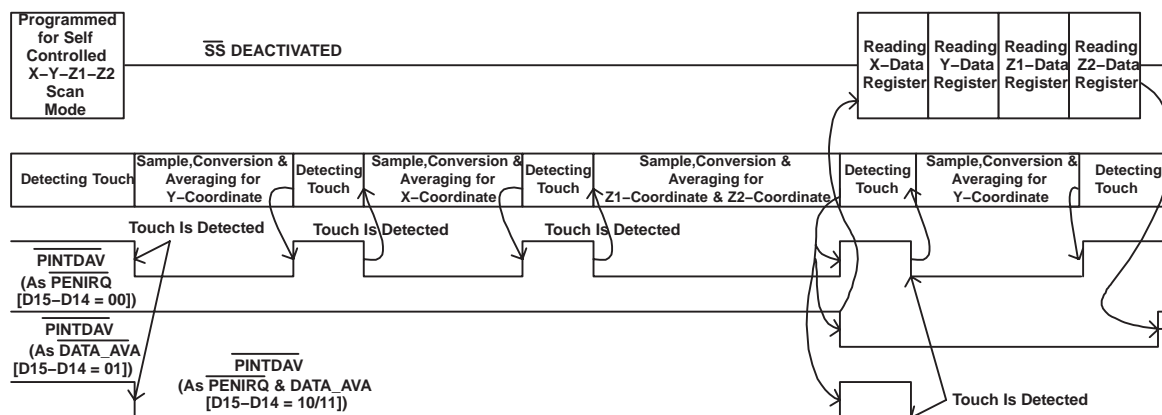 Programmed
for Self
Controlled
X−Y−Z1−Z2
Scan
Mode
SS DEACTIVATED
Reading
X−Data
Register
Reading
Y−Data
Register
Reading
Z1−Data
Register
Reading
Z2−Data
Register
Detecting Touch
Sample,Conversion &
Averaging for
Y−Coordinate
Detecting
Touch
Sample,Conversion &
Averaging for
X−Coordinate
Detecting
Touch
Sample,Conversion &
Averaging for
Z1−Coordinate & Z2−Coordinate
Detecting
Touch
Sample,Conversion &
Averaging for
Y−Coordinate
Detecting
Touch
Touch Is Detected
Touch Is Detected
Touch Is Detected
PINTDAV
(As PENIRQ
[D15−D14 = 00])
PINTDAV
(As DATA_AVA
[D15−D14 = 01])
PINTDAV
(As PENIRQ & DATA_AVA
[D15−D14 = 10/11])
Touch Is Detected